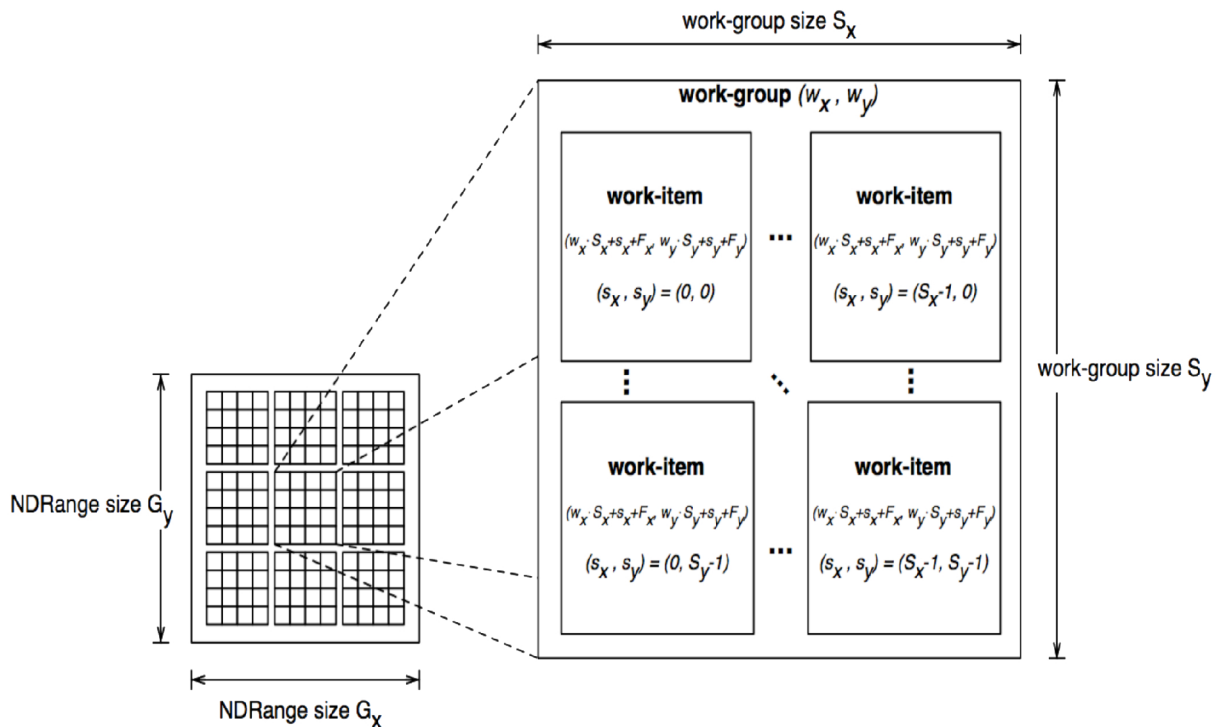 work-group size Sx
work-group (wx , wy)
work-item
(wx· Sx+sx+Fx, wy· Sy+sy+Fy)
(sx , sy) = (0, 0)
...
work-item
(wx· Sx+sx+Fx, wy· Sy+sy+Fy)
(sx , sy) = (Sx-1, 0)
work-group size Sy
work-item
(wx· Sx+sx+Fx, wy· Sy+sy+Fy)
(sx , sy) = (0, Sy-1)
...
work-item
(wx· Sx+sx+Fx, wy· Sy+sy+Fy)
(sx , sy) = (Sx-1, Sy-1)
NDRange size Gy
NDRange size Gx